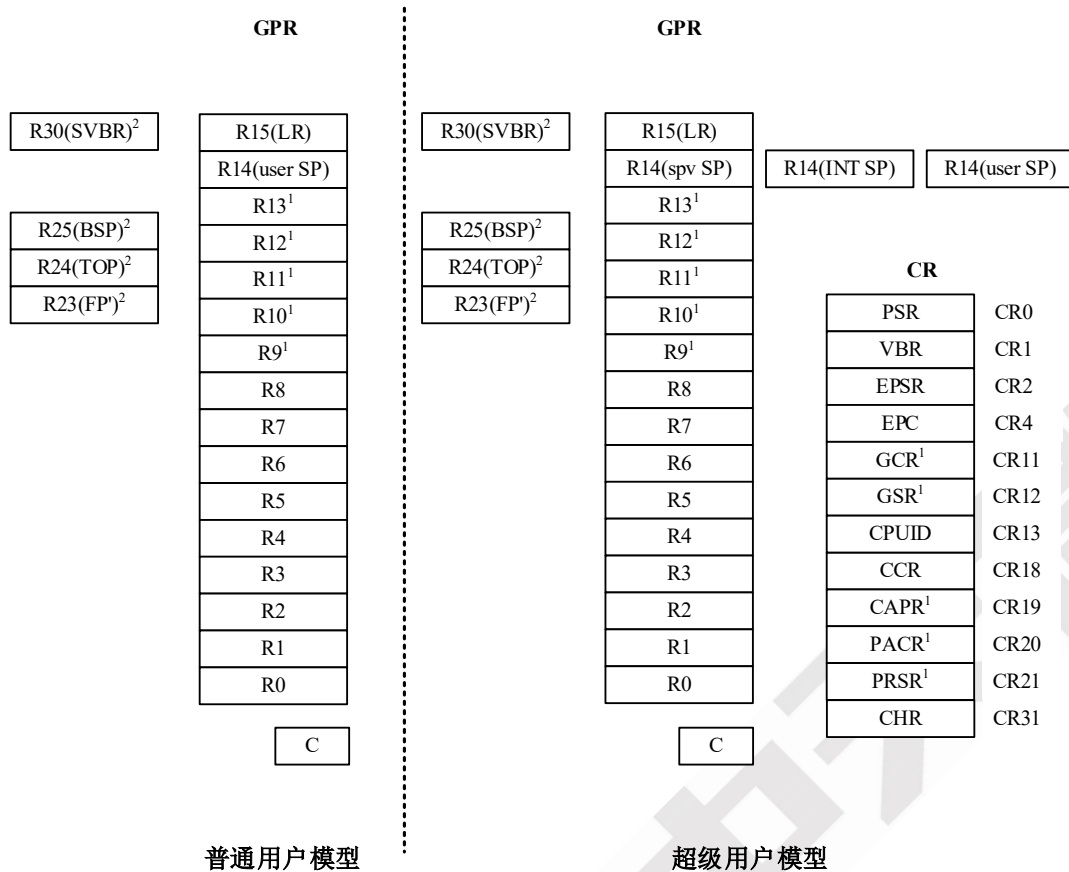 GPR
R30(SVBR)²
R15(LR)
R14(user SP)
R13¹
R25(BSP)²
R12¹
R24(TOP)²
R11¹
R23(FP')²
R10¹
R9¹
R8
R7
R6
R5
R4
R3
R2
R1
R0
C
普通用户模型
GPR
R30(SVBR)²
R15(LR)
R14(spv SP)
R14(INT SP)
R14(user SP)
R13¹
R25(BSP)²
R12¹
R24(TOP)²
R11¹
R23(FP')²
R10¹
R9¹
R8
R7
R6
R5
R4
R3
R2
R1
R0
C
CR
PSR CR0
VBR CR1
EPSR CR2
EPC CR4
GCR¹ CR11
GSR¹ CR12
CPUID CR13
CCR CR18
CAPR¹ CR19
PACR¹ CR20
PRSR¹ CR21
CHR CR31
超级用户模型